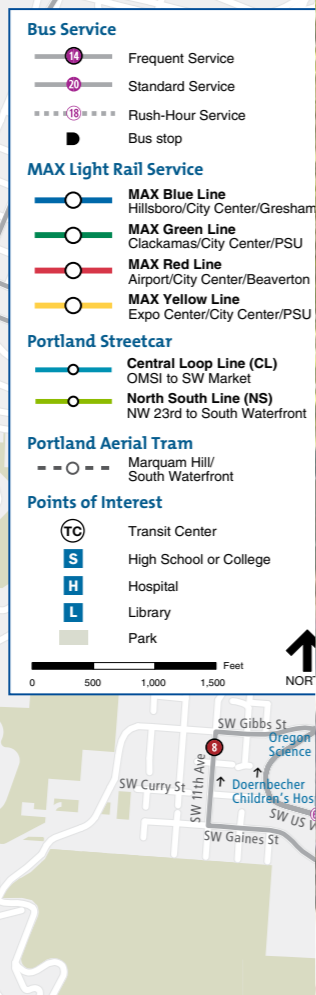 Bus Service
14 Frequent Service
20 Standard Service
18 Rush-Hour Service
Bus stop
MAX Light Rail Service
MAX Blue Line
Hillsboro/City Center/Gresham
MAX Green Line
Clackamas/City Center/PSU
MAX Red Line
Airport/City Center/Beaverton
MAX Yellow Line
Expo Center/City Center/PSU
Portland Streetcar
Central Loop Line (CL)
OMSI to SW Market
North South Line (NS)
NW 23rd to South Waterfront
Portland Aerial Tram
Marquam Hill/
South Waterfront
Points of Interest
TC Transit Center
S High School or College
H Hospital
L Library
Park
Feet
0 500 1,000 1,500
NORT
SW Gibbs St
Oregon
Science
8
SW 11th Ave
SW Curry St
Doernbecher
Children's Hos
SW US V
SW Gaines St